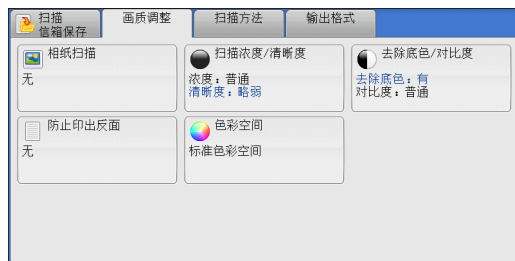 扫描
信箱保存
画质调整
扫描方法
输出格式
相纸扫描
无
扫描浓度/清晰度
浓度：普通
清晰度：略弱
去除底色/对比度
去除底色：有
对比度：普通
防止印出反面
无
色彩空间
标准色彩空间